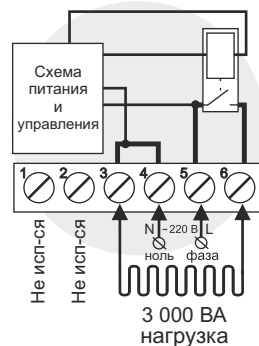 Схема
питания
и
управления
1 2 3 4 5 6
Не исп-ся
Не исп-ся
N ~220 В L
ноль фаза
3 000 ВА
нагрузка